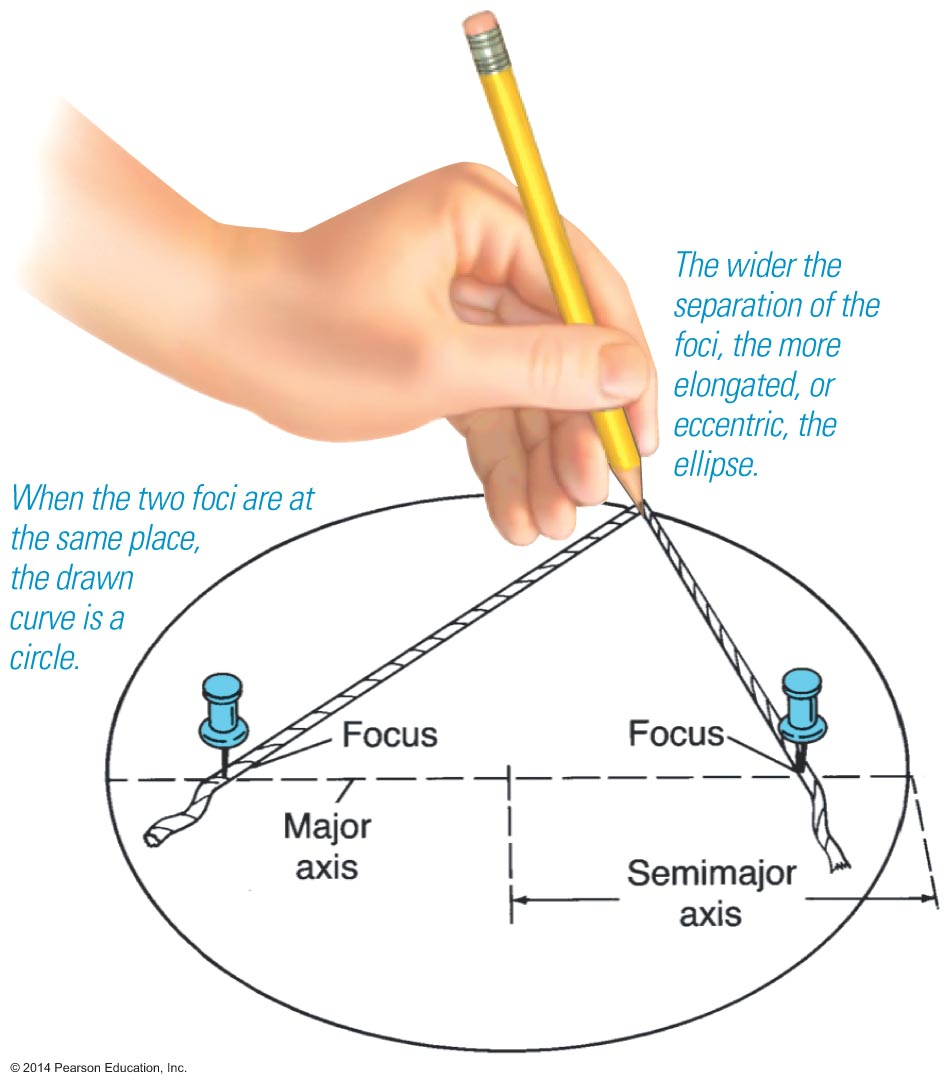 The wider the
separation of the
foci, the more
elongated, or
eccentric, the
ellipse.
When the two foci are at
the same place,
the drawn
curve is a
circle.
Focus
Focus
Major
axis
Semimajor
axis
© 2014 Pearson Education, Inc.